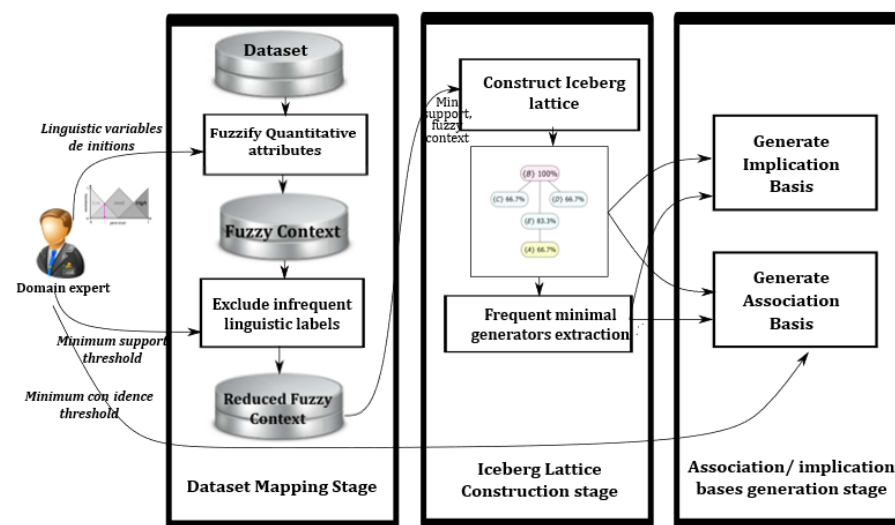 Dataset
Linguistic variables
de initions
Fuzzify Quantitative
attributes
Fuzzy Context
Domain expert
Exclude infrequent
linguistic labels
Minimum support
threshold
Minimum con idence
threshold
Reduced Fuzzy
Context
Dataset Mapping Stage
Construct Iceberg
lattice
Min
support,
fuzzy
context
{B} 100%
{C} 66.7%
{D} 66.7%
{E} 83.3%
{A} 66.7%
Frequent minimal
generators extraction
Iceberg Lattice
Construction stage
Generate
Implication
Basis
Generate
Association
Basis
Association/ implication
bases generation stage